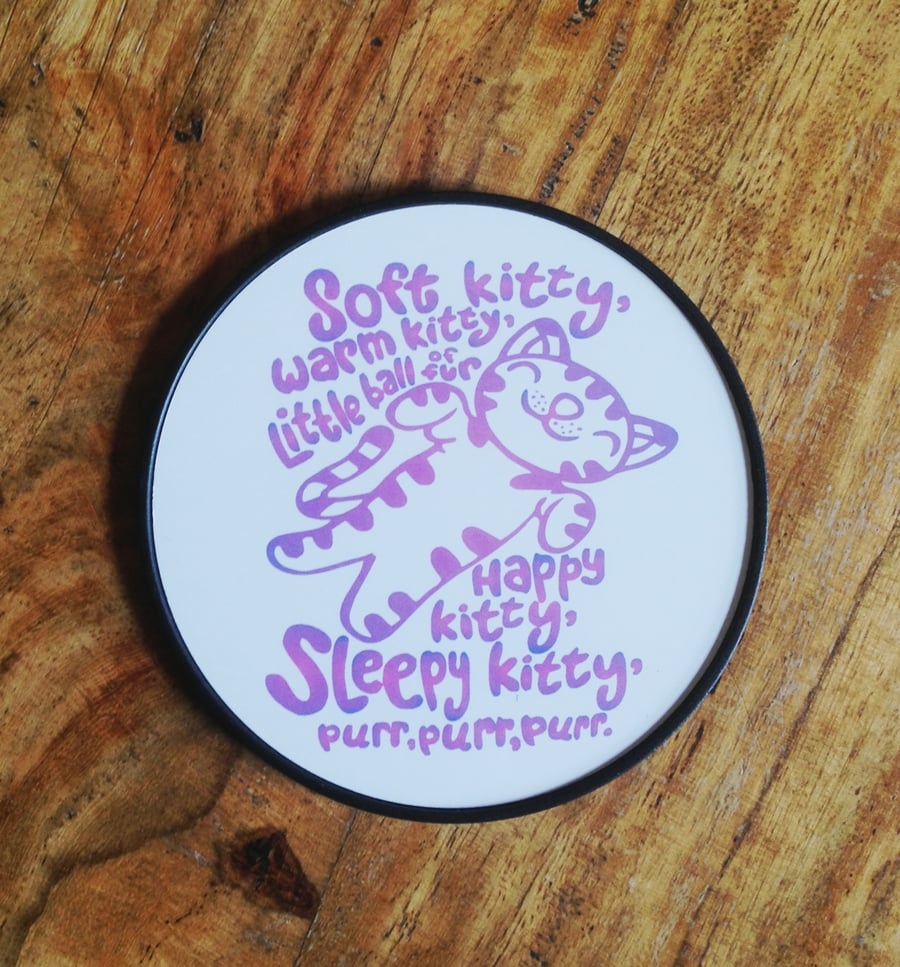 Soft kitty,
warm kitty,
Little ball of fur
Happy
kitty,
Sleepy kitty,
purr, purr, purr.